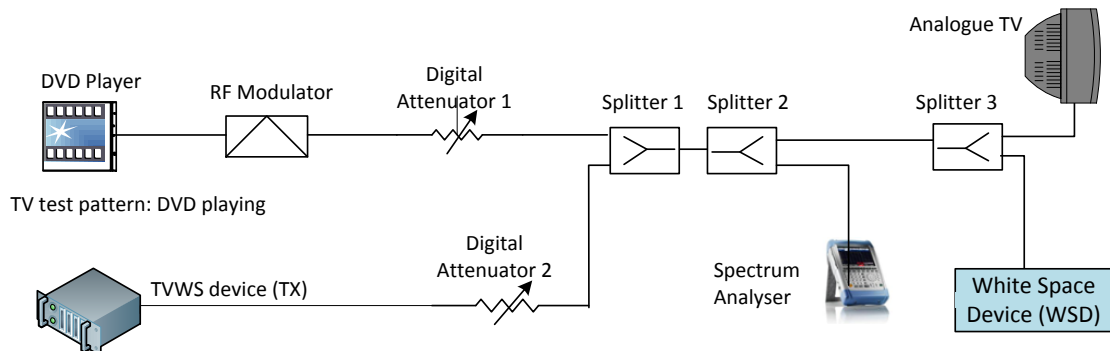 Analogue TV
DVD Player
RF Modulator
Digital
Attenuator 1
Splitter 1
Splitter 2
Splitter 3
TV test pattern: DVD playing
Digital
Attenuator 2
TVWS device (TX)
Spectrum
Analyser
White Space
Device (WSD)